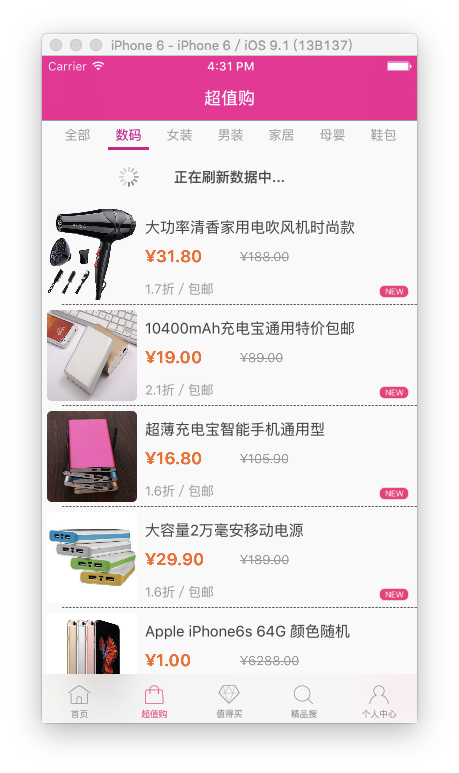 iPhone 6 - iPhone 6 / iOS 9.1 (13B137)
Carrier 4:31 PM
超值购
全部 数码 女装 男装 家居 母婴 鞋包
正在刷新数据中...
大功率清香家用电吹风机时尚款
¥31.80 ¥188.00
1.7折 / 包邮 NEW
10400mAh充电宝通用特价包邮
¥19.00 ¥89.00
2.1折 / 包邮 NEW
超薄充电宝智能手机通用型
¥16.80 ¥105.90
1.6折 / 包邮 NEW
大容量2万毫安移动电源
¥29.90 ¥189.00
1.6折 / 包邮 NEW
Apple iPhone6s 64G 颜色随机
¥1.00 ¥6288.00
首页 超值购 值得买 精品搜 个人中心